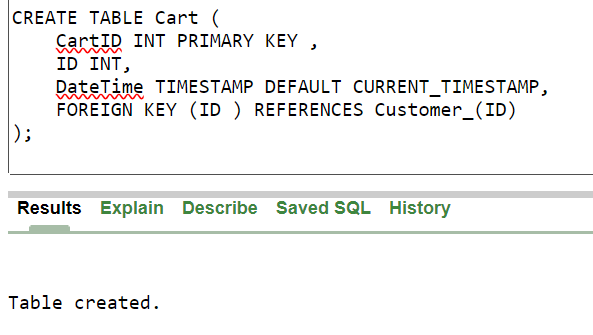 CREATE TABLE Cart (
CartID INT PRIMARY KEY ,
ID INT,
DateTime TIMESTAMP DEFAULT CURRENT_TIMESTAMP,
FOREIGN KEY (ID ) REFERENCES Customer_(ID)
);
Results Explain Describe Saved SQL History
Table created.